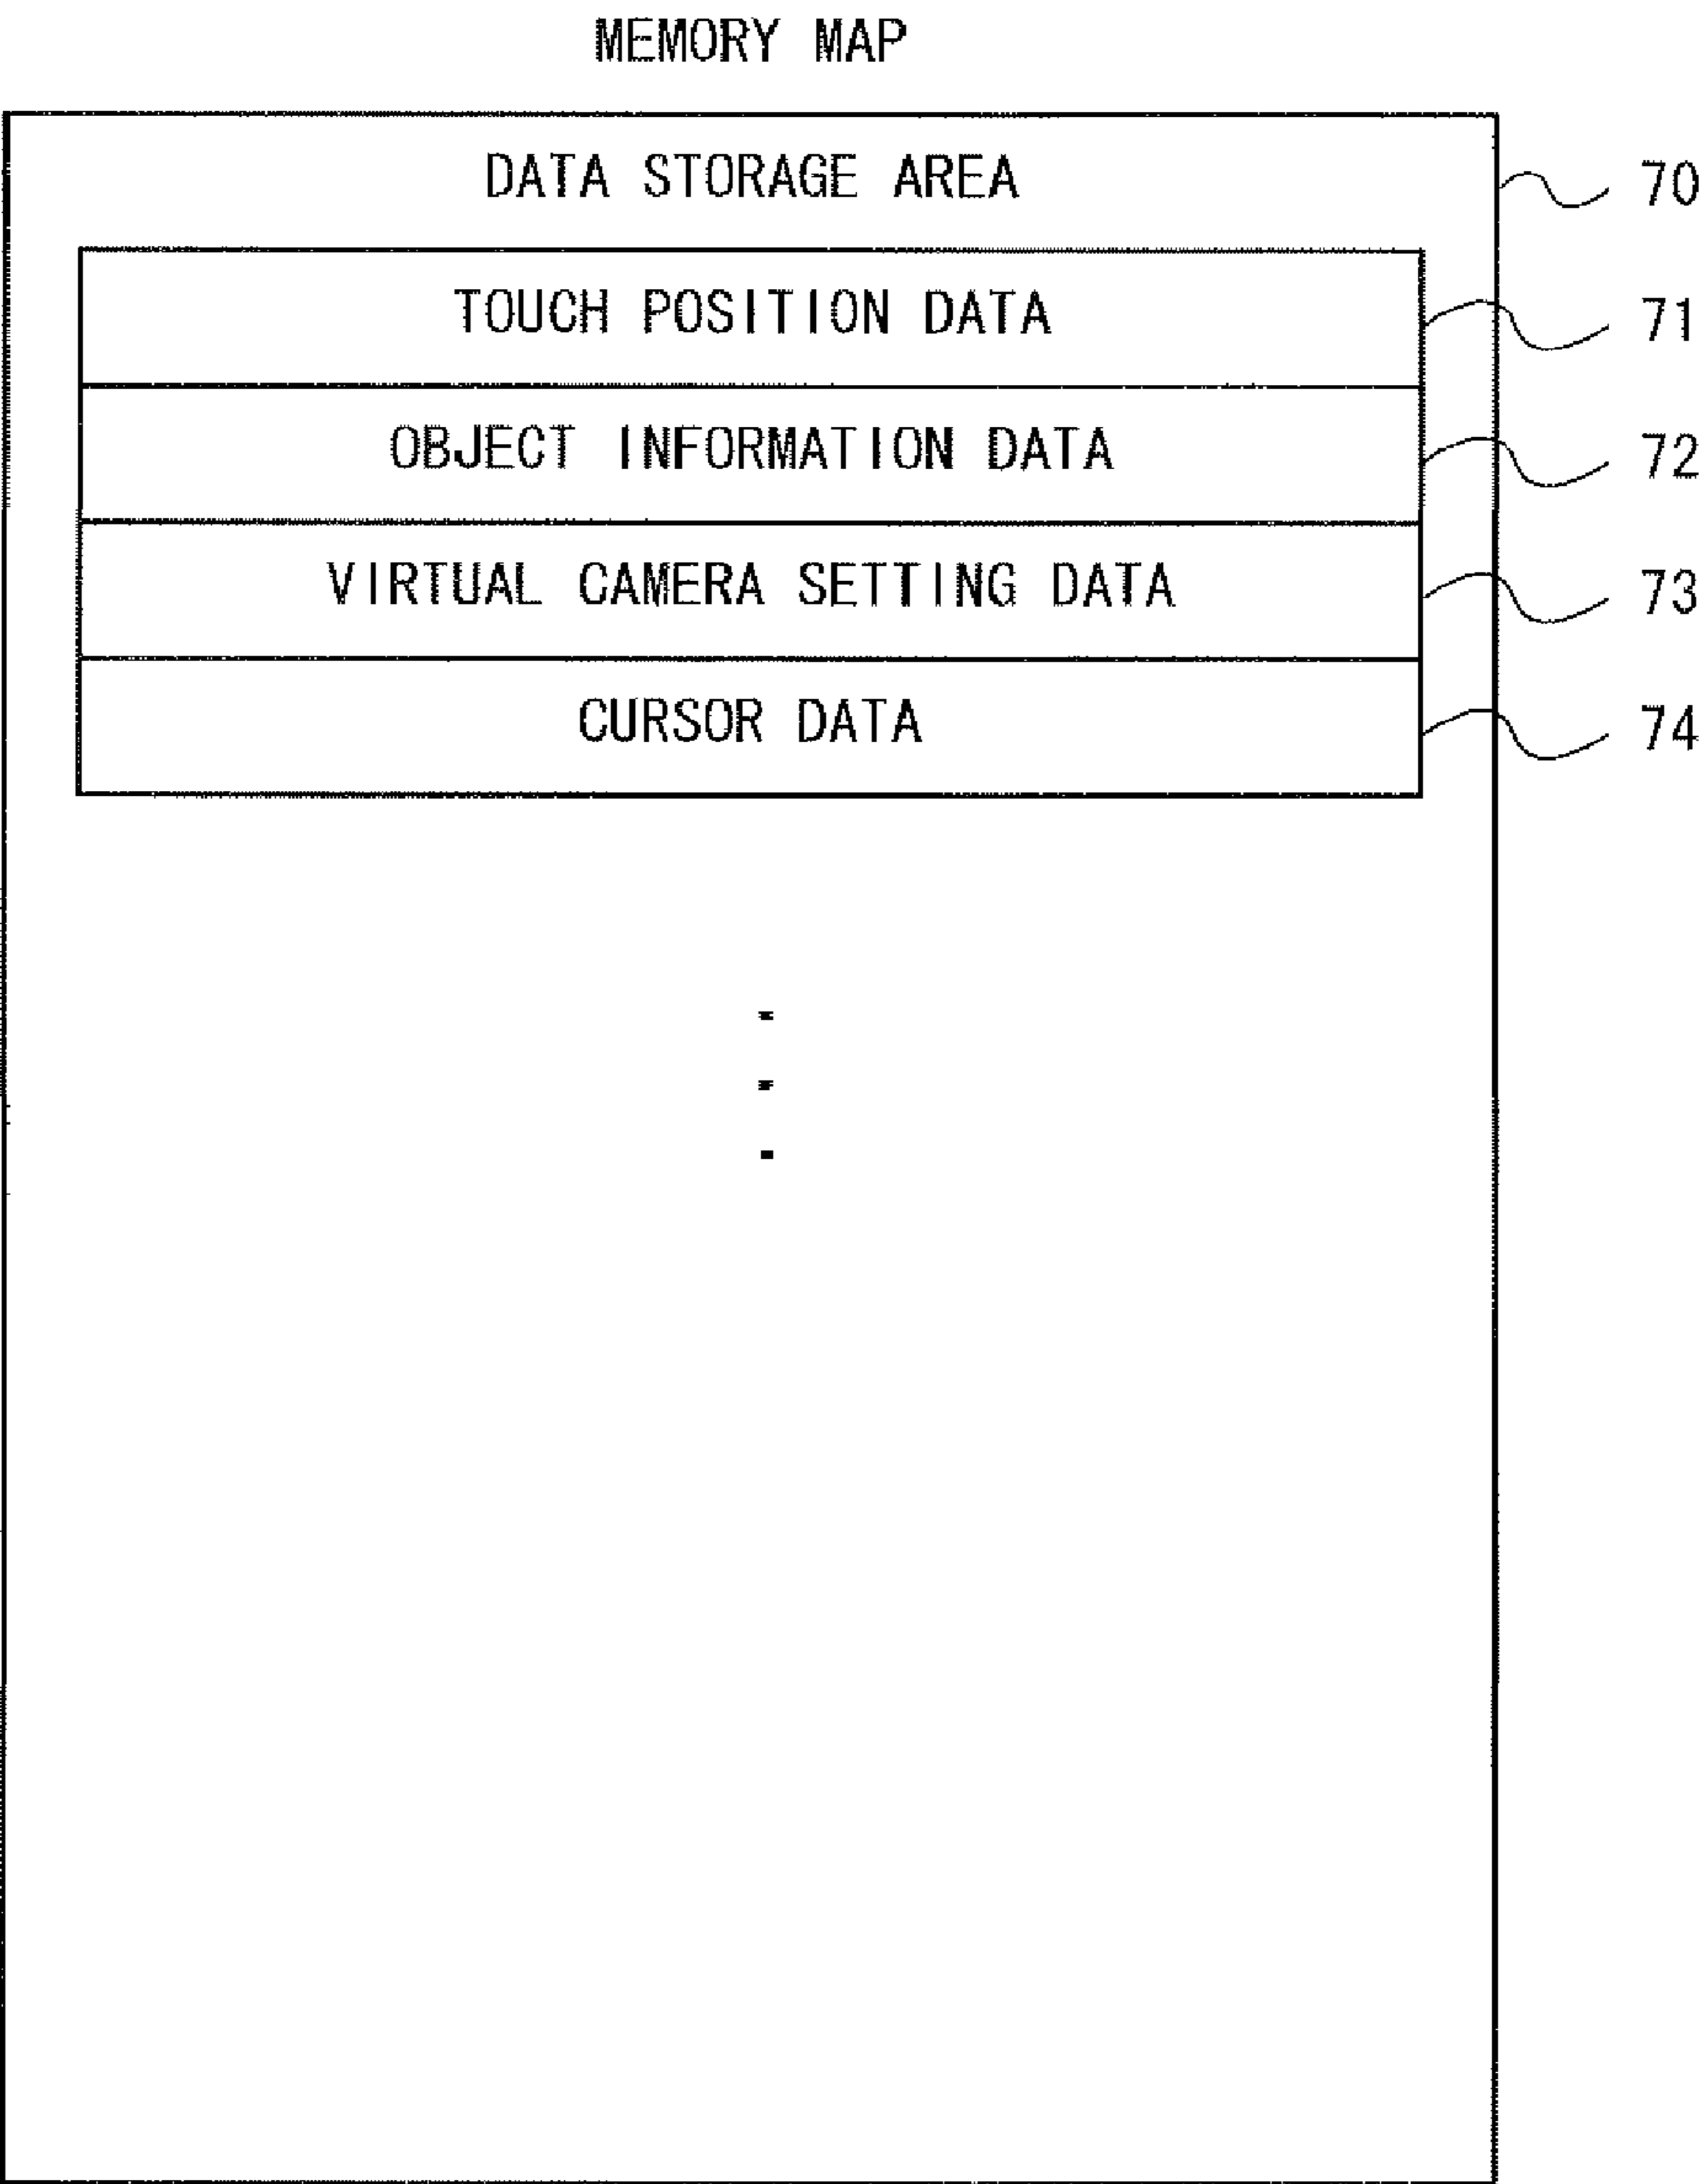 MEMORY MAP
DATA STORAGE AREA 70
TOUCH POSITION DATA 71
OBJECT INFORMATION DATA 72
VIRTUAL CAMERA SETTING DATA 73
CURSOR DATA 74